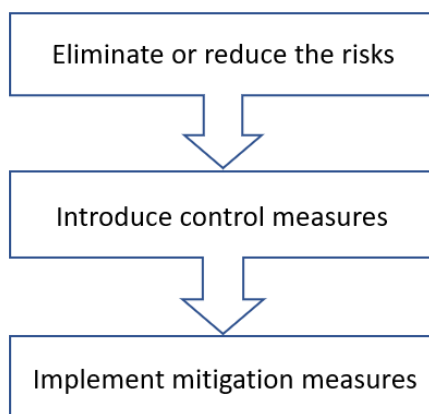 Eliminate or reduce the risks
Introduce control measures
Implement mitigation measures